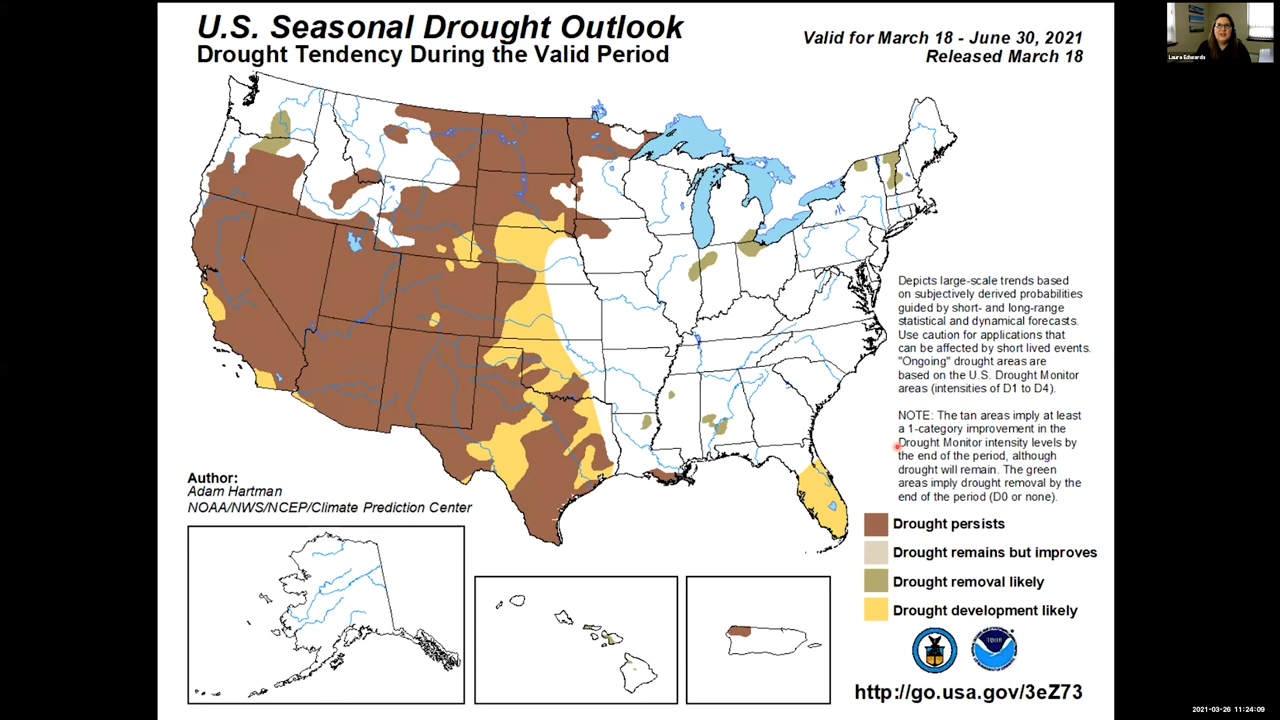 U.S. Seasonal Drought Outlook
Drought Tendency During the Valid Period
Valid for March 18 - June 30, 2021
Released March 18
Laura Edwards
Depicts large-scale trends based
on subjectively derived probabilities
guided by short- and long-range
statistical and dynamical forecasts.
Use caution for applications that
can be affected by short lived events.
"Ongoing" drought areas are
based on the U.S. Drought Monitor
areas (intensities of D1 to D4).
NOTE: The tan areas imply at least
a 1-category improvement in the
Drought Monitor intensity levels by
the end of the period, although
drought will remain. The green
areas imply drought removal by the
end of the period (D0 or none).
Author:
Adam Hartman
NOAA/NWS/NCEP/Climate Prediction Center
Drought persists
Drought remains but improves
Drought removal likely
Drought development likely
http://go.usa.gov/3eZ73
2021-03-26 11:24:09